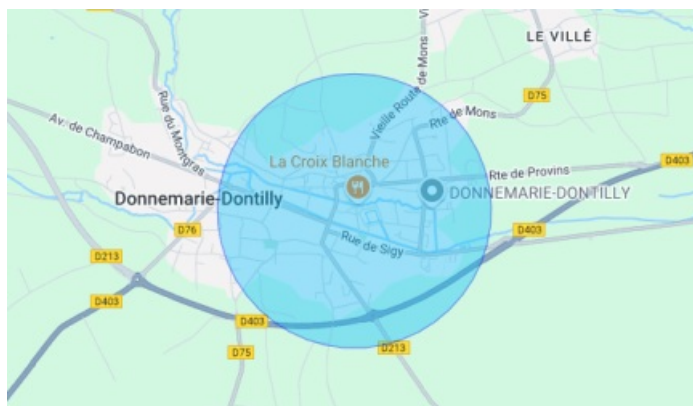 LE VILLÉ
D75
Vieille Route de Mons
Rte de Mons
Rue du Montgras
Av. de Champabon
D403
La Croix Blanche
Rte de Provins
Donnemarie-Dontilly
DONNEMARIE-DONTILLY
D76
Rue de Sigy
D403
D213
D403
D403
D75
D213